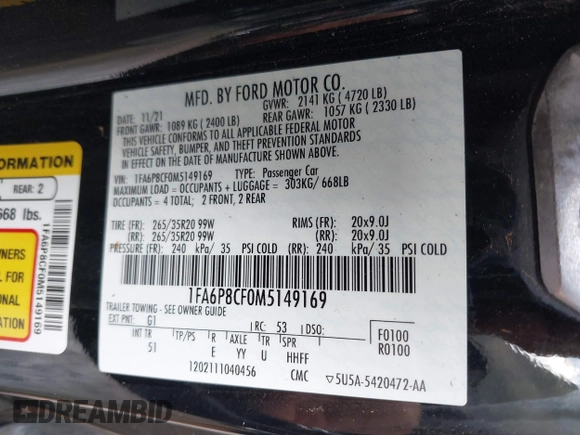 MFD. BY FORD MOTOR CO.
DATE: 11/21 GVWR: 2141 KG ( 4720 LB)
FRONT GAWR: 1089 KG ( 2400 LB) REAR GAWR: 1057 KG ( 2330 LB)
THIS VEHICLE CONFORMS TO ALL APPLICABLE FEDERAL MOTOR
VEHICLE SAFETY, BUMPER, AND THEFT PREVENTION STANDARDS
IN EFFECT ON THE DATE OF MANUFACTURE SHOWN ABOVE.
VIN: 1FA6P8CF0M5149169 TYPE: Passenger Car
MAXIMUM LOAD = OCCUPANTS + LUGGAGE = 303KG/ 668LB
OCCUPANTS = 4 TOTAL; 2 FRONT, 2 REAR
TIRE (FR): 265/35R20 99W RIMS (FR): 20x9.0J
(RR): 265/35R20 99W (RR): 20x9.0J
PRESSURE (FR): 240 kPa/ 35 PSI COLD (RR): 240 kPa/ 35 PSI COLD
1FA6P8CF0M5149169
TRAILER TOWING - SEE OWNER GUIDE
EXT PNT: G1 RC: 53 DSO: F0100
INT TR TP/PS R AXLE TR SPR R0100
51 E YY U HHFF
1202111040456 CMC ▽5U5A-5420472-AA
ORMATION
REAR: 2
668 lbs.
WNERS
L FOR
ONAL
ATION
1FA6P8CF0M5149169
DREAMBID